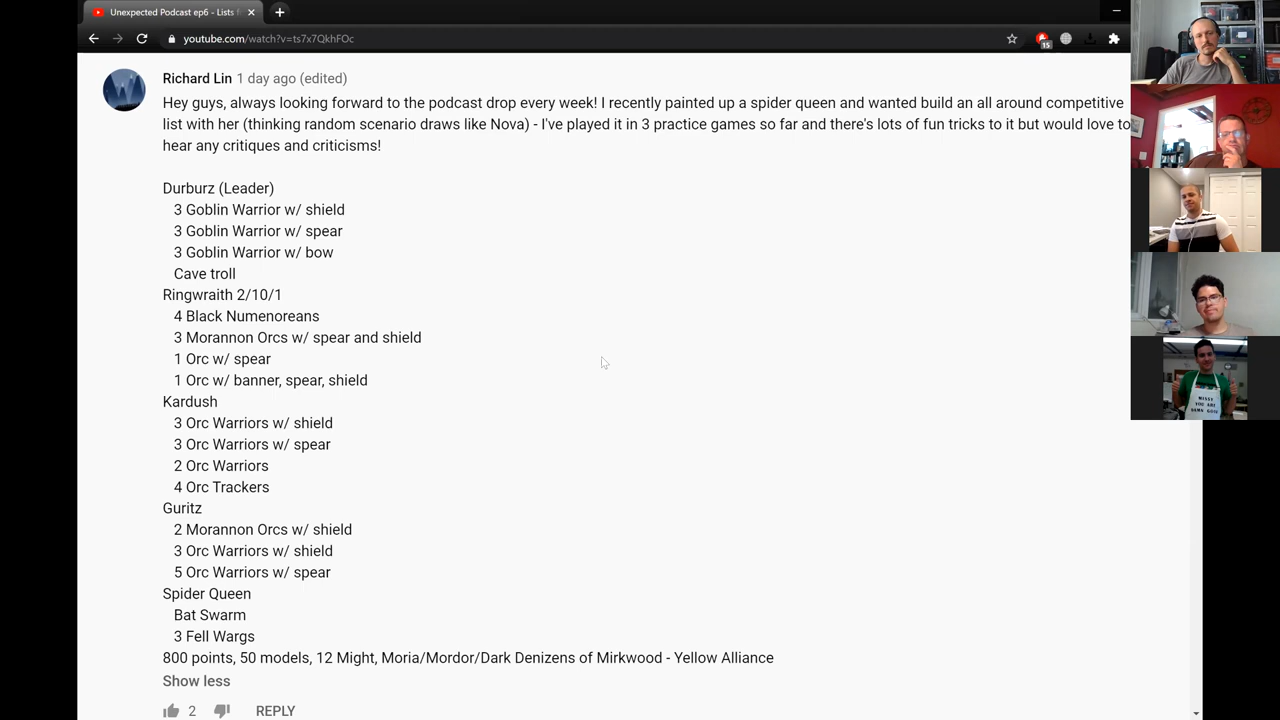 Unexpected Podcast ep6 - Lists f
youtube.com/watch?v=ts7x7QkhFOc
15
Richard Lin 1 day ago (edited)
Hey guys, always looking forward to the podcast drop every week! I recently painted up a spider queen and wanted build an all around competitive
list with her (thinking random scenario draws like Nova) - I've played it in 3 practice games so far and there's lots of fun tricks to it but would love to
hear any critiques and criticisms!
Durburz (Leader)
3 Goblin Warrior w/ shield
3 Goblin Warrior w/ spear
3 Goblin Warrior w/ bow
Cave troll
Ringwraith 2/10/1
4 Black Numenoreans
3 Morannon Orcs w/ spear and shield
1 Orc w/ spear
1 Orc w/ banner, spear, shield
Kardush
3 Orc Warriors w/ shield
3 Orc Warriors w/ spear
2 Orc Warriors
4 Orc Trackers
Guritz
2 Morannon Orcs w/ shield
3 Orc Warriors w/ shield
5 Orc Warriors w/ spear
Spider Queen
Bat Swarm
3 Fell Wargs
800 points, 50 models, 12 Might, Moria/Mordor/Dark Denizens of Mirkwood - Yellow Alliance
Show less
2 REPLY